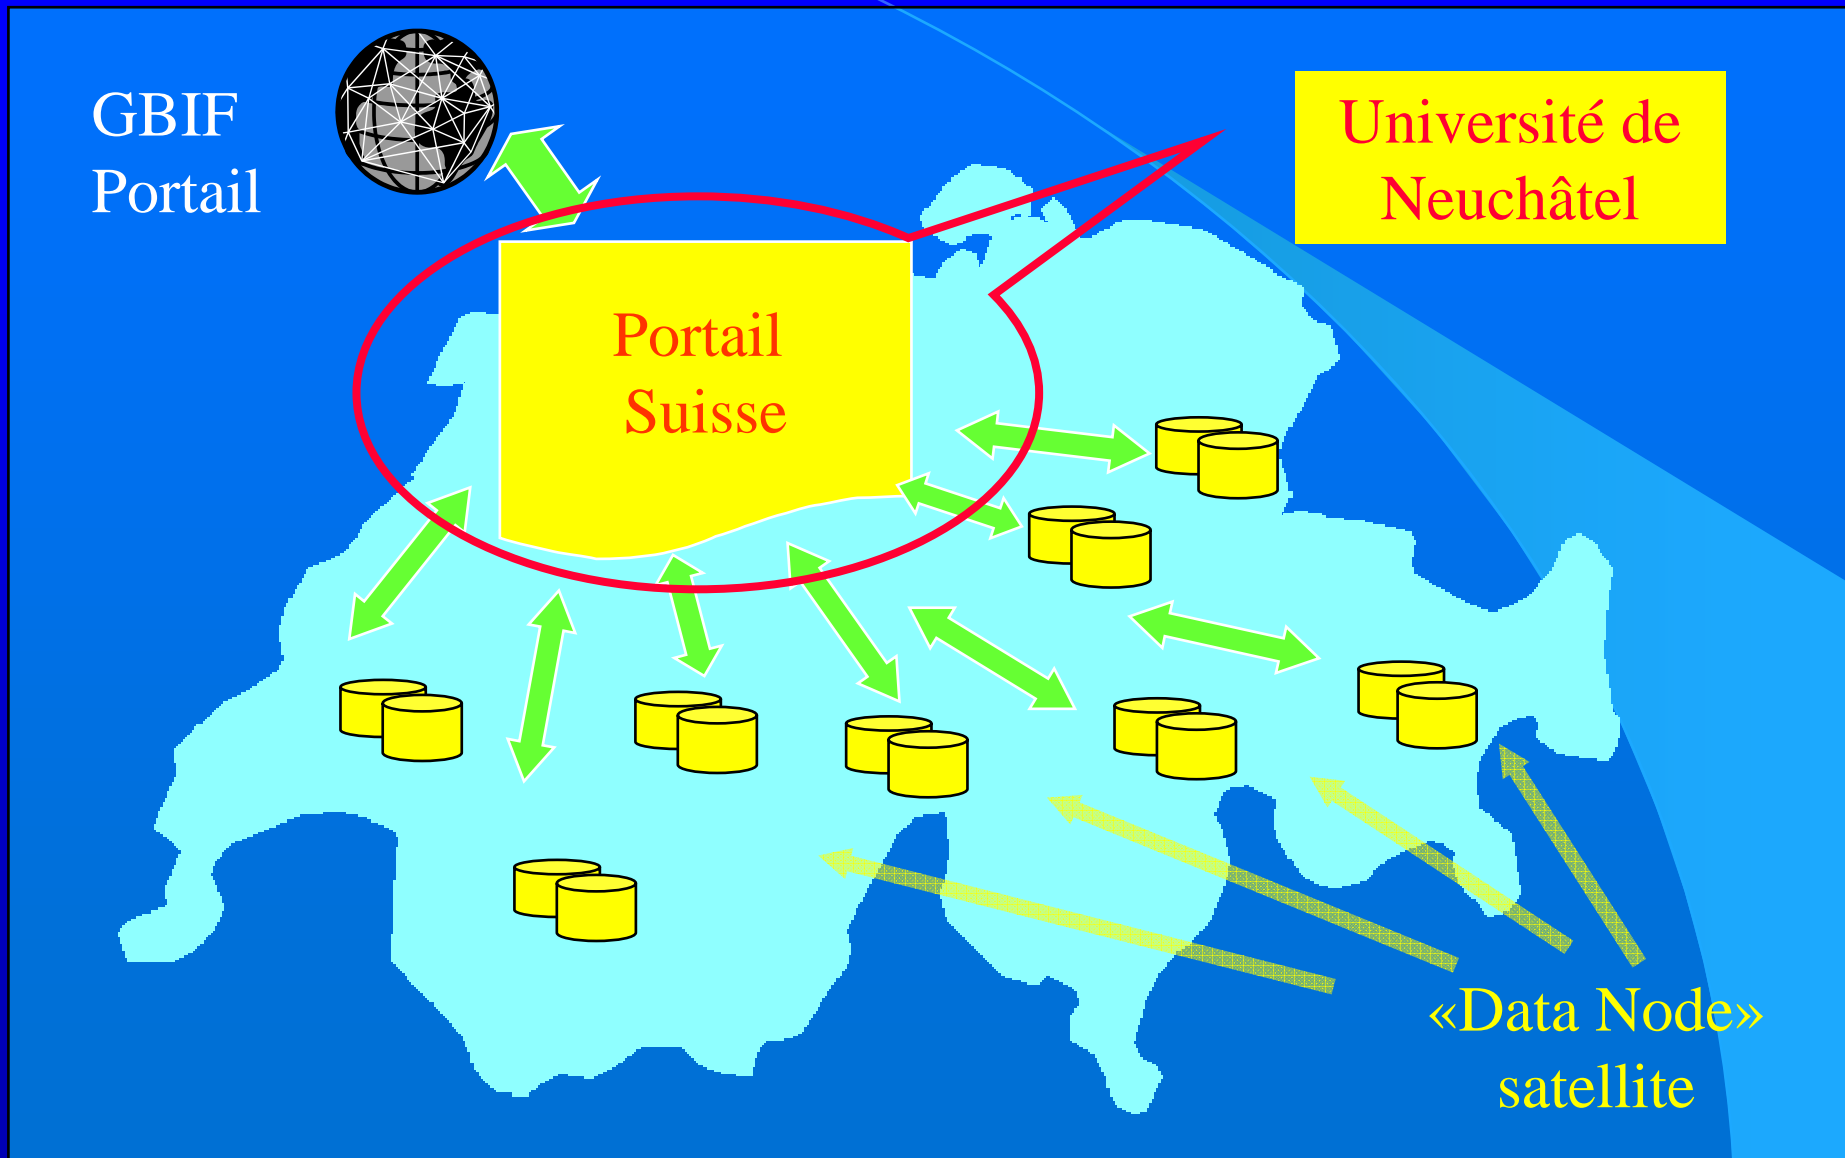 GBIF
Portail
Université de
Neuchâtel
Portail
Suisse
«Data Node»
satellite